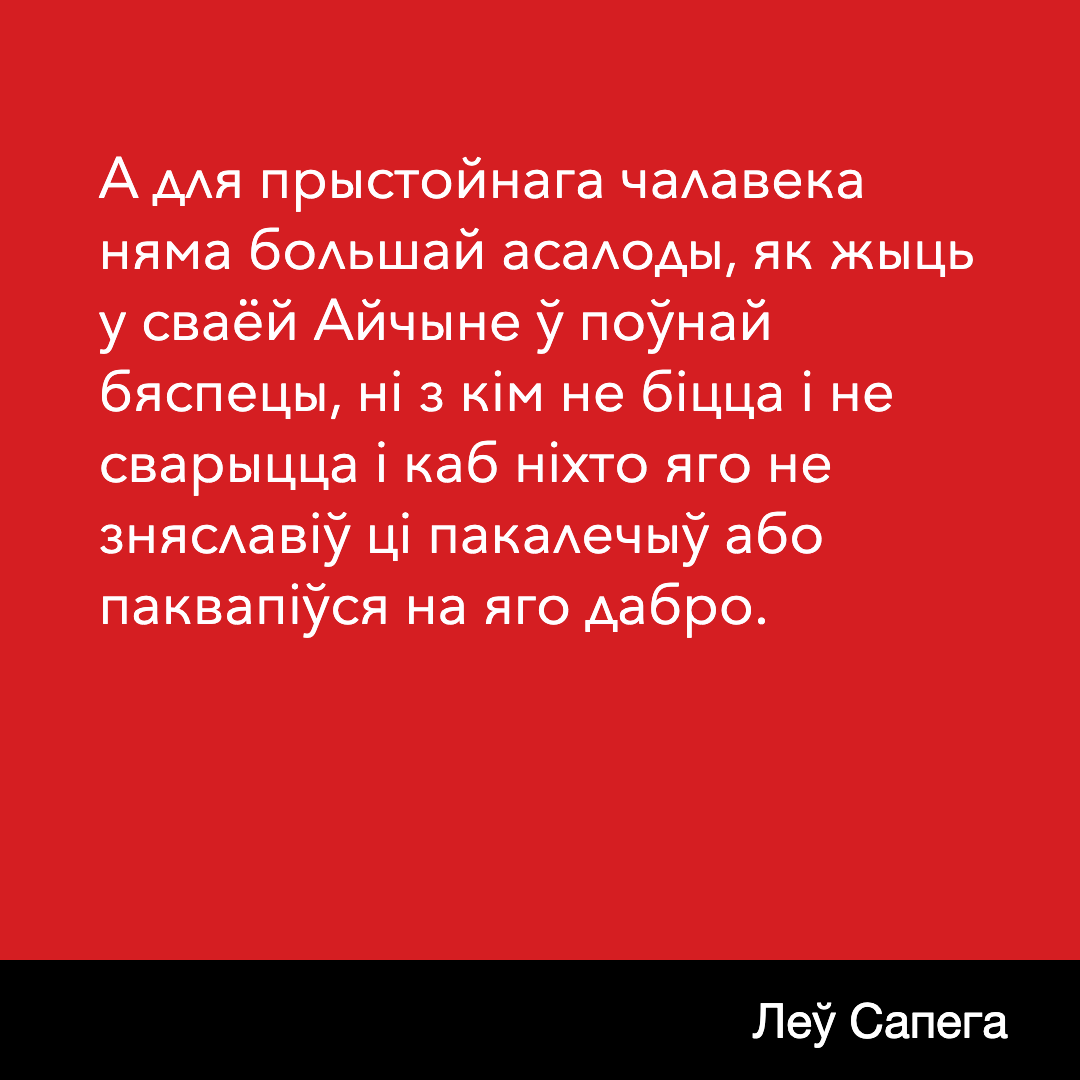 А для прыстойнага чалавека
няма большай асалоды, як жыць
у сваёй Айчыне ў поўнай
бяспецы, ні з кім не біцца і не
сварыцца і каб ніхто яго не
зняславіў ці пакалечыў або
паквапіўся на яго дабро.
Леў Сапега